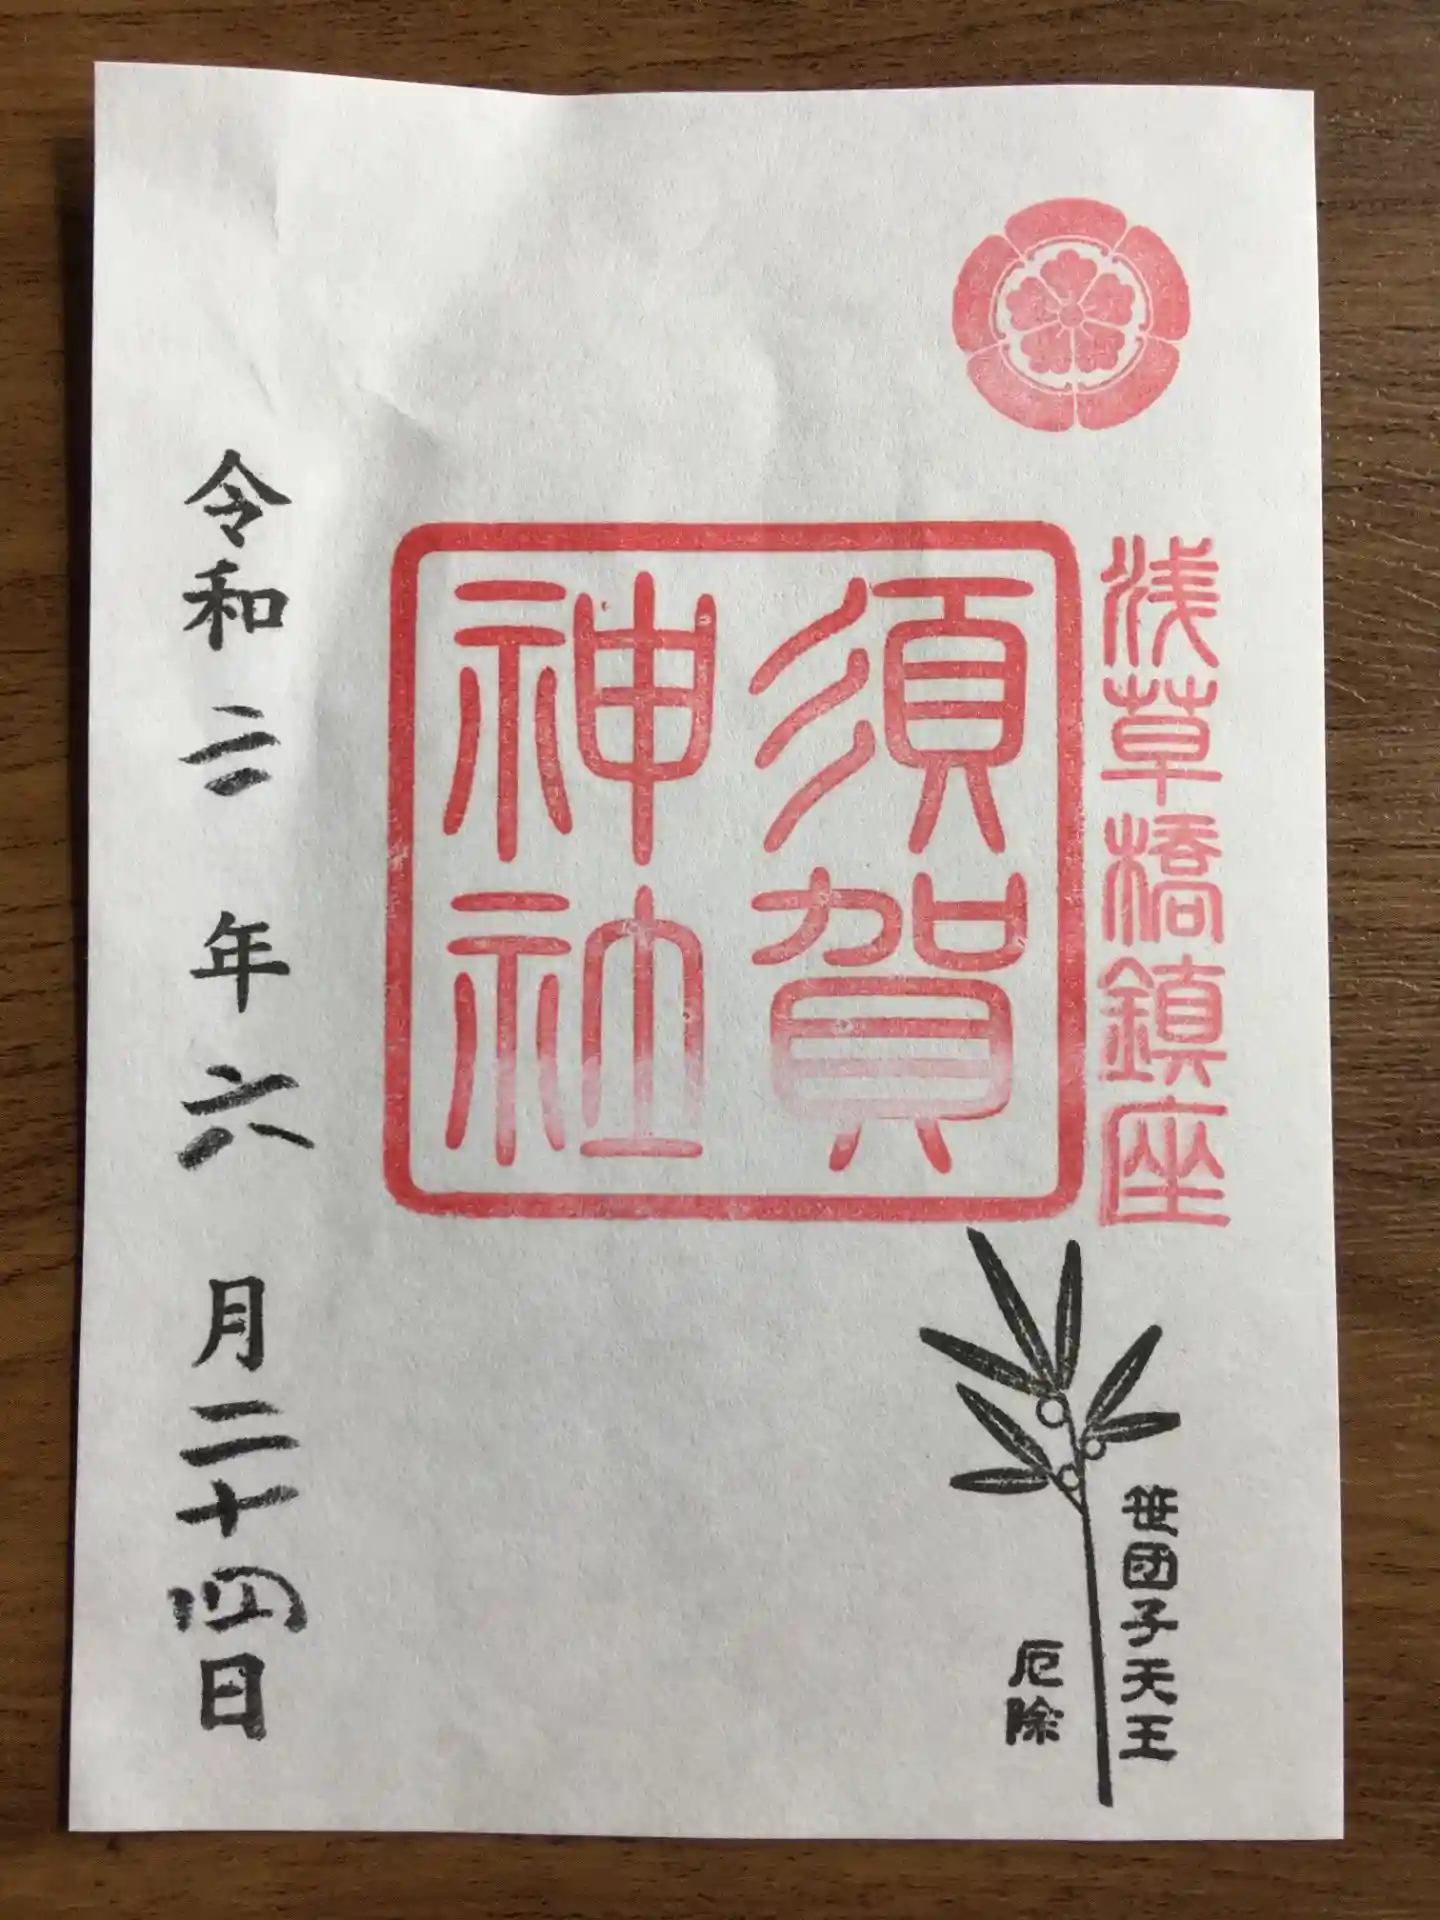 浅草橋鎮座
須賀
神社
笹団子天王
厄除
令和二年六月二十四日